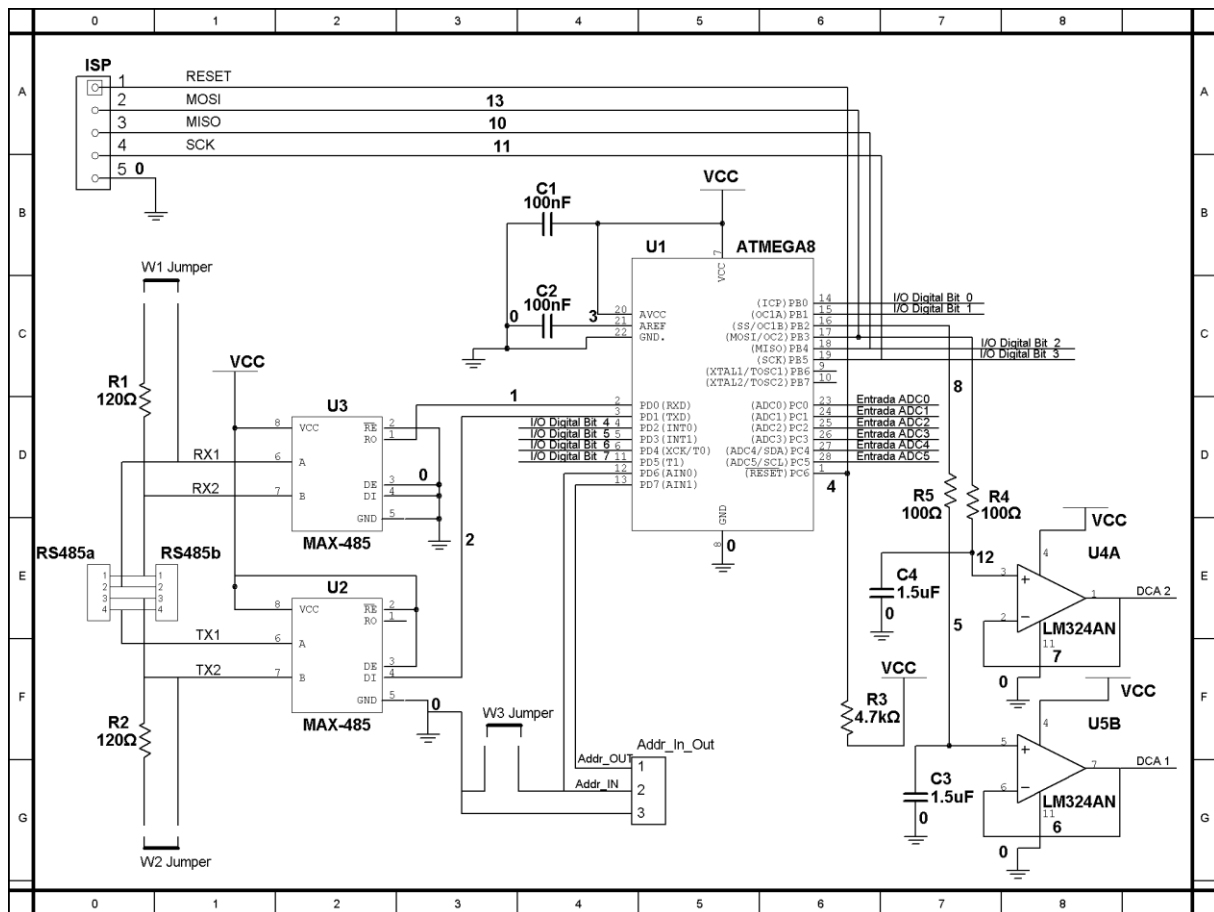 0 1 2 3 4 5 6 7 8
A A
B B
C C
D D
E E
F F
G G
ISP
1 RESET
2 MOSI 13
3 MISO 10
4 SCK 11
5 0
VCC
C1
100nF
U1 ATMEGA8
7
VCC
W1 Jumper
C2
100nF
0 3
20 AVCC
21 AREF
22 GND.
(ICP)PB0 14 I/O Digital Bit 0
(OC1A)PB1 15 I/O Digital Bit 1
(SS/OC1B)PB2 16
(MOSI/OC2)PB3 17
(MISO)PB4 18 I/O Digital Bit 2
(SCK)PB5 19 I/O Digital Bit 3
(XTAL1/TOSC1)PB6 9
(XTAL2/TOSC2)PB7 10
8
VCC
R1
120Ω
1
2 PD0(RXD)
3 PD1(TXD)
I/O Digital Bit 4 4 PD2(INT0)
I/O Digital Bit 5 5 PD3(INT1)
I/O Digital Bit 6 6 PD4(XCK/T0)
I/O Digital Bit 7 11 PD5(T1)
12 PD6(AIN0)
13 PD7(AIN1)
(ADC0)PC0 23 Entrada ADC0
(ADC1)PC1 24 Entrada ADC1
(ADC2)PC2 25 Entrada ADC2
(ADC3)PC3 26 Entrada ADC3
(ADC4/SDA)PC4 27 Entrada ADC4
(ADC5/SCL)PC5 28 Entrada ADC5
(RESET)PC6 1
4
GND
8 0
U3
8 VCC RE 2
RO 1
RX1 6 A
RX2 7 B
DE 3
DI 4
GND 5
0
MAX-485
2
R5
100Ω
R4
100Ω
VCC
U4A
4
12
3
1 DCA 2
2
LM324AN
11
7
0
C4
1.5uF
0
5
RS485a RS485b
1 1
2 2
3 3
4 4
U2
8 VCC RE 2
RO 1
TX1 6 A
TX2 7 B
DE 3
DI 4
GND 5
0
MAX-485
R2
120Ω
W3 Jumper
VCC
R3
4.7kΩ
VCC
U5B
4
5
7 DCA 1
6
LM324AN
11
6
0
C3
1.5uF
0
Addr_In_Out
Addr_OUT 1
Addr_IN 2
3
W2 Jumper
0 1 2 3 4 5 6 7 8